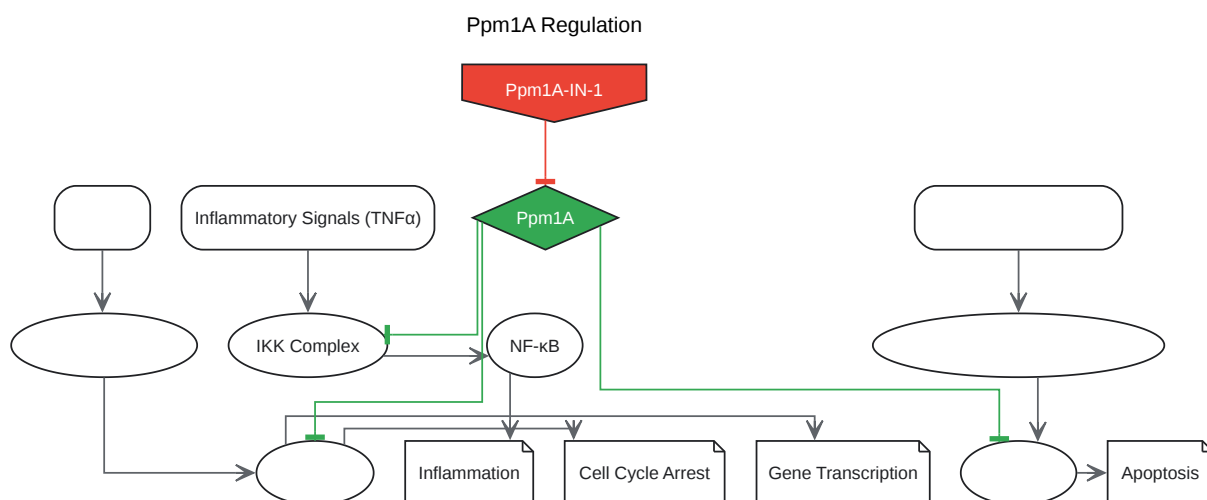 Ppm1A Regulation
Ppm1A-IN-1
Inflammatory Signals (TNFα)
Ppm1A
IKK Complex
NF-κB
Inflammation
Cell Cycle Arrest
Gene Transcription
Apoptosis